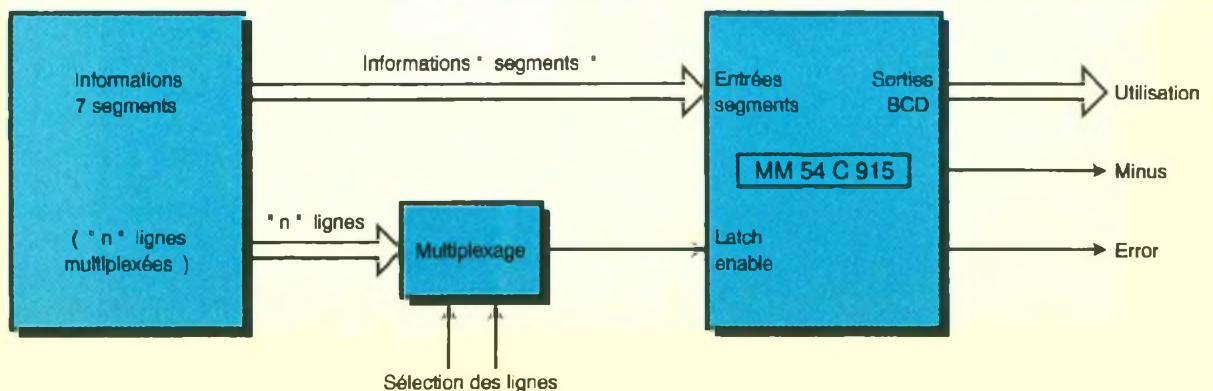 Informations
7 segments
( " n " lignes
multiplexées )
Informations " segments "
" n " lignes
Multiplexage
Sélection des lignes
Entrées
segments
Sorties
BCD
MM 54 C 915
Latch
enable
Utilisation
Minus
Error